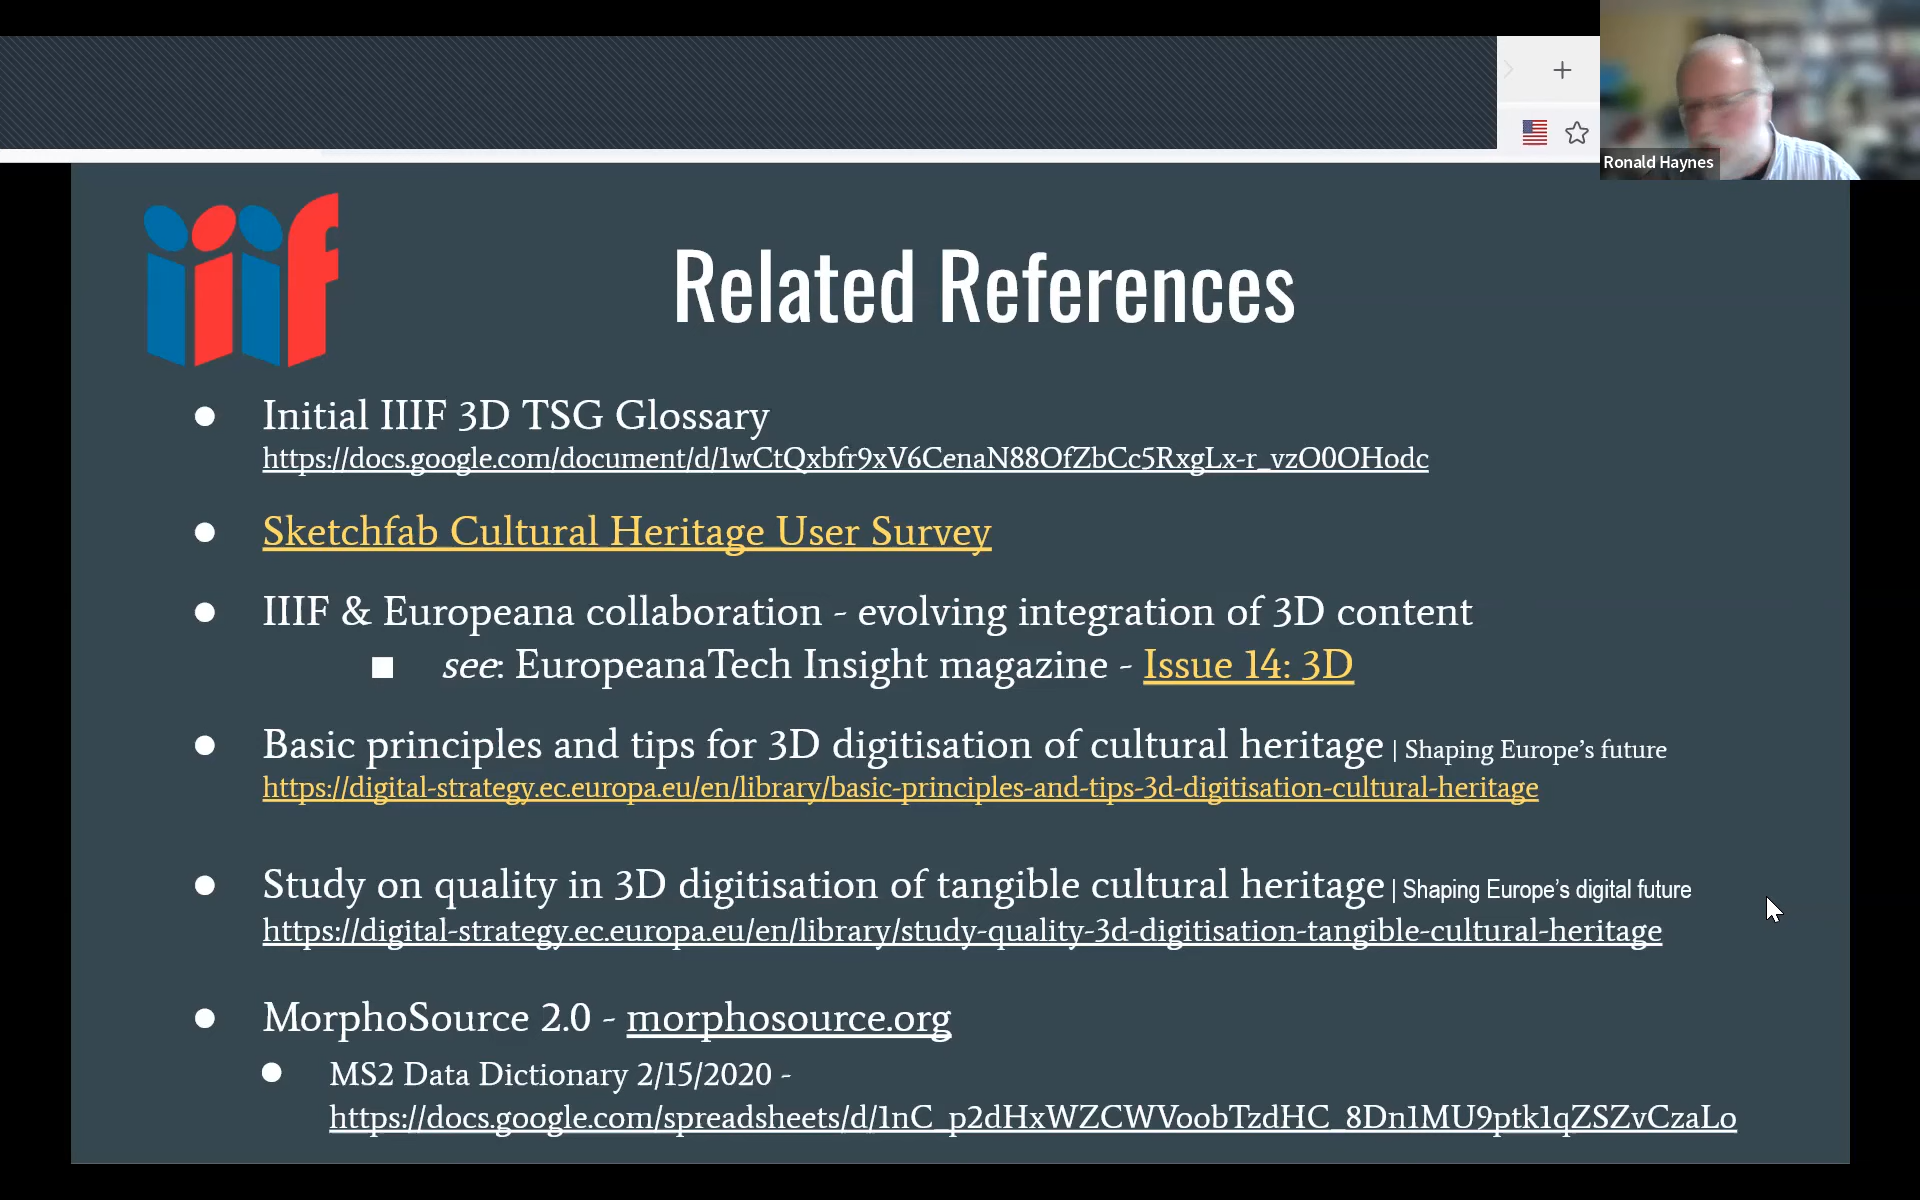 Ronald Haynes
iiif
Related References
Initial IIIF 3D TSG Glossary
https://docs.google.com/document/d/1wCtQxbfr9xV6CenaN88OfZbCc5RxgLx-r_vzO0OHodc
Sketchfab Cultural Heritage User Survey
IIIF & Europeana collaboration - evolving integration of 3D content
see: EuropeanaTech Insight magazine - Issue 14: 3D
Basic principles and tips for 3D digitisation of cultural heritage | Shaping Europe’s future
https://digital-strategy.ec.europa.eu/en/library/basic-principles-and-tips-3d-digitisation-cultural-heritage
Study on quality in 3D digitisation of tangible cultural heritage | Shaping Europe’s digital future
https://digital-strategy.ec.europa.eu/en/library/study-quality-3d-digitisation-tangible-cultural-heritage
MorphoSource 2.0 - morphosource.org
MS2 Data Dictionary 2/15/2020 -
https://docs.google.com/spreadsheets/d/1nC_p2dHxWZCWVoobTzdHC_8Dn1MU9ptk1qZSZvCzaLo